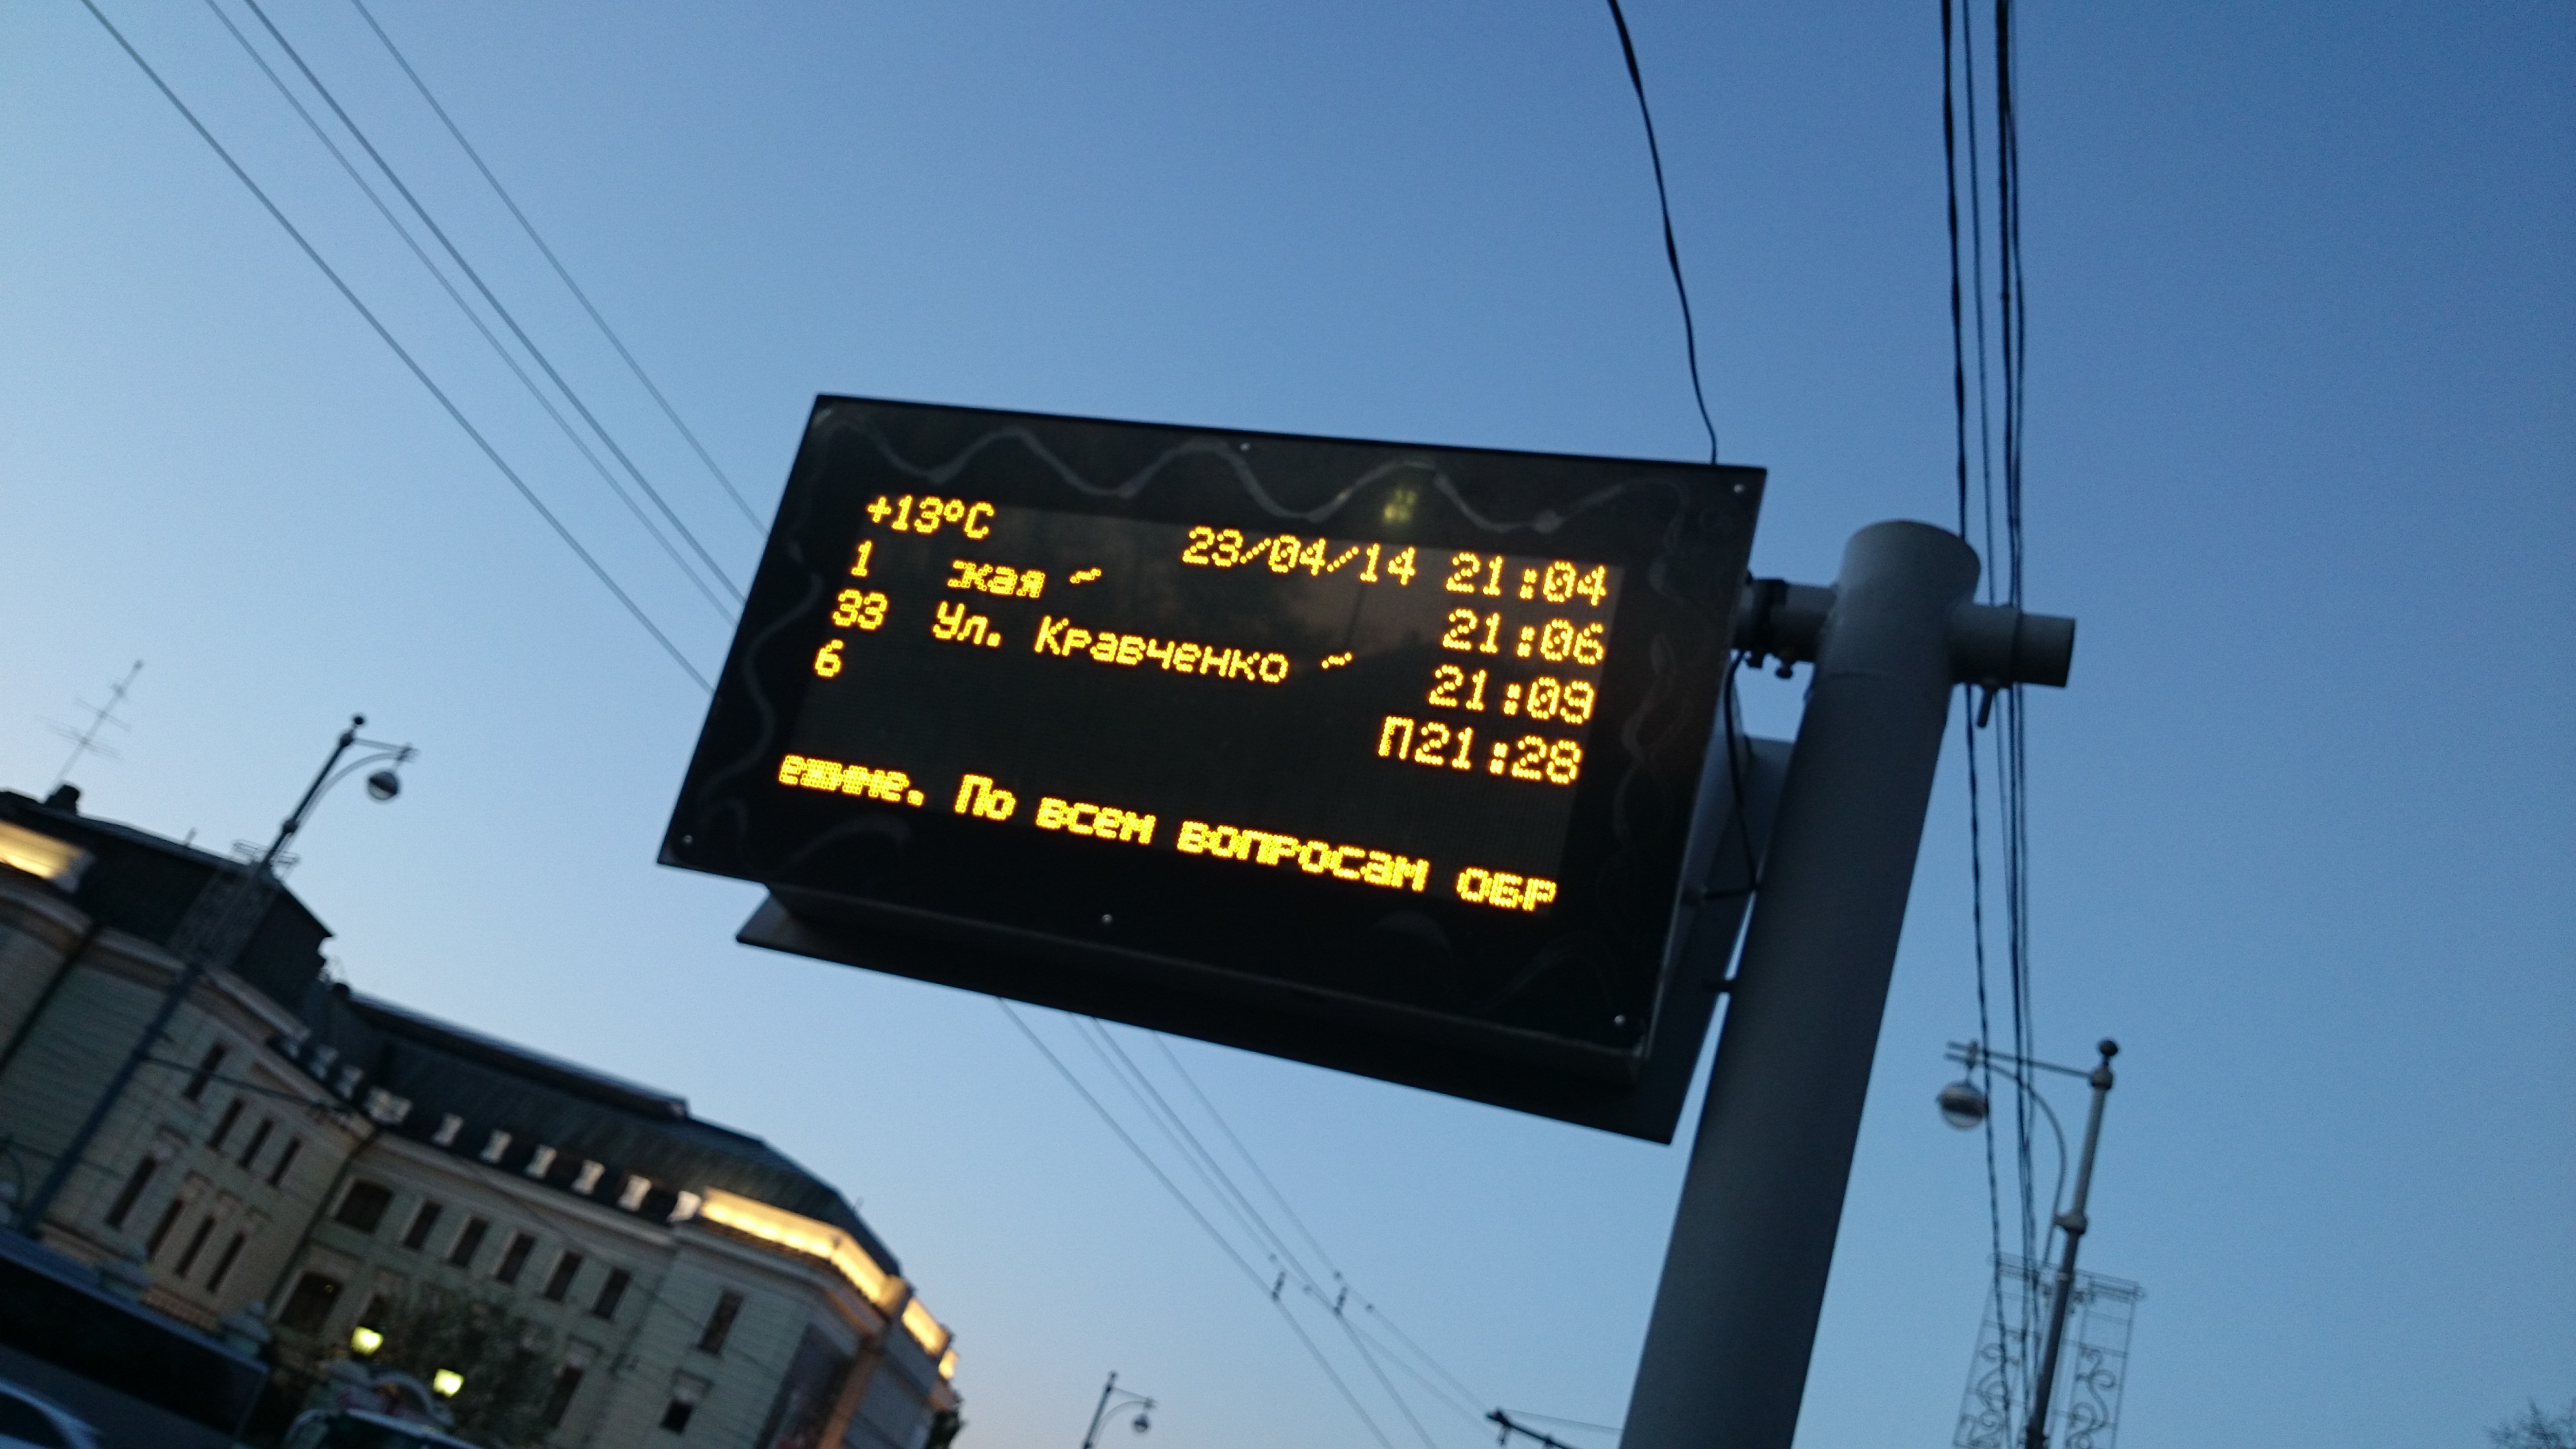 +13°C 23/04/14 21:04
1 жая - 21:06
33 Ул. Кравченко - 21:09
6 П21:28
По всем вопросам обр